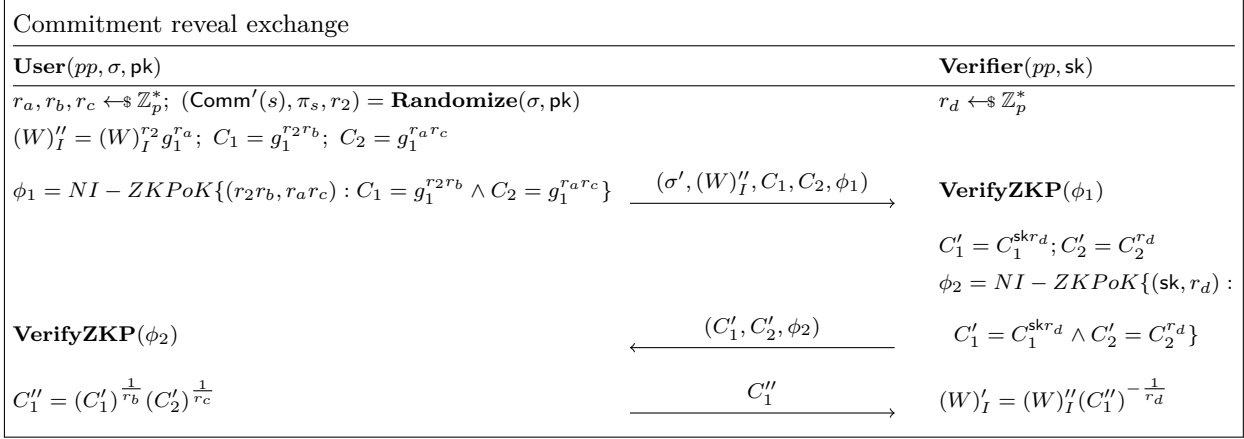 Commitment reveal exchange
User(pp, σ, pk) Verifier(pp, sk)
r_a, r_b, r_c ←$ ℤ_p^*; (Comm′(s), π_s, r_2) = Randomize(σ, pk) r_d ←$ ℤ_p^*
(W)″_I = (W)_I^{r_2} g_1^{r_a}; C_1 = g_1^{r_2 r_b}; C_2 = g_1^{r_a r_c}
ϕ_1 = NI − ZKPoK{(r_2 r_b, r_a r_c) : C_1 = g_1^{r_2 r_b} ∧ C_2 = g_1^{r_a r_c}} (σ′, (W)″_I, C_1, C_2, ϕ_1) VerifyZKP(ϕ_1)
C′_1 = C_1^{sk r_d}; C′_2 = C_2^{r_d}
ϕ_2 = NI − ZKPoK{(sk, r_d) :
VerifyZKP(ϕ_2) (C′_1, C′_2, ϕ_2) C′_1 = C_1^{sk r_d} ∧ C′_2 = C_2^{r_d}}
C″_1 = (C′_1)^{\frac{1}{r_b}} (C′_2)^{\frac{1}{r_c}} C″_1 (W)′_I = (W)″_I (C″_1)^{−\frac{1}{r_d}}